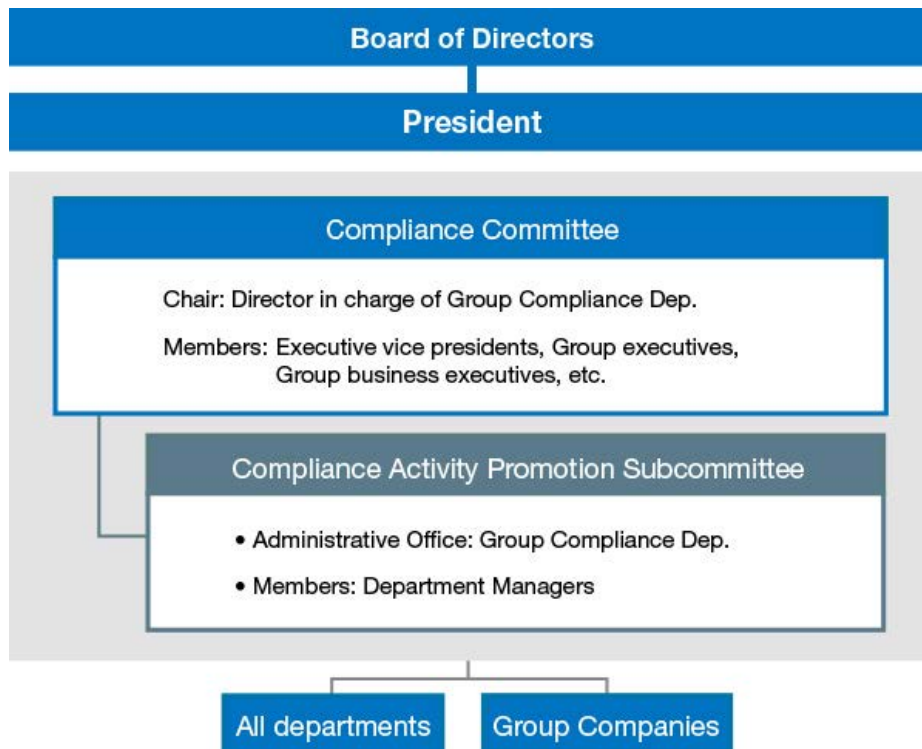 Board of Directors
President
Compliance Committee
Chair: Director in charge of Group Compliance Dep.
Members: Executive vice presidents, Group executives,
Group business executives, etc.
Compliance Activity Promotion Subcommittee
• Administrative Office: Group Compliance Dep.
• Members: Department Managers
All departments
Group Companies